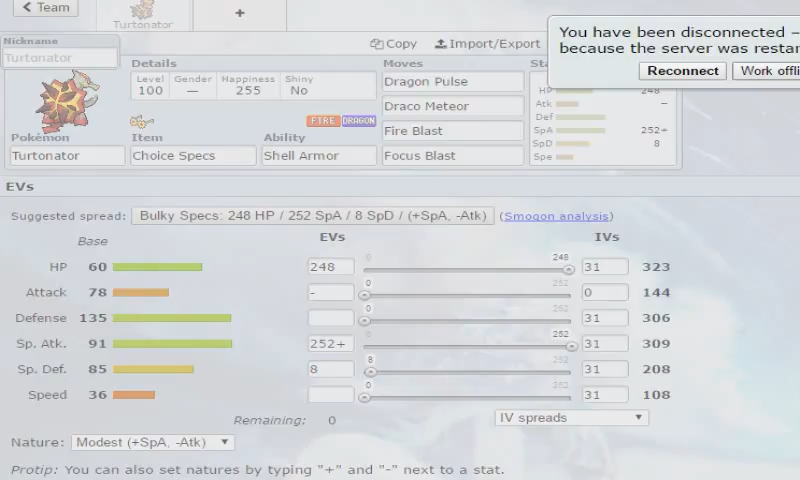 Team
Turtonator
+
You have been disconnected –
because the server was restar
Reconnect
Work offli
Copy
Import/Export
Nickname
Turtonator
Details
Level
Gender
Happiness
Shiny
100
—
255
No
FIRE DRAGON
Pokémon
Turtonator
Item
Choice Specs
Ability
Shell Armor
Moves
Dragon Pulse
Draco Meteor
Fire Blast
Focus Blast
Sta
HP 248
Atk –
Def
SpA 252+
SpD 8
Spe
EVs
Suggested spread: Bulky Specs: 248 HP / 252 SpA / 8 SpD / (+SpA, -Atk) (Smogon analysis)
Base EVs IVs
HP 60 248 0 248 31 323
Attack 78 - 0 252 0 144
Defense 135 0 252 31 306
Sp. Atk. 91 252+ 0 252 31 309
Sp. Def. 85 8 8 252 31 208
Speed 36 0 252 31 108
Remaining: 0 IV spreads
Nature: Modest (+SpA, -Atk)
Protip: You can also set natures by typing "+" and "-" next to a stat.